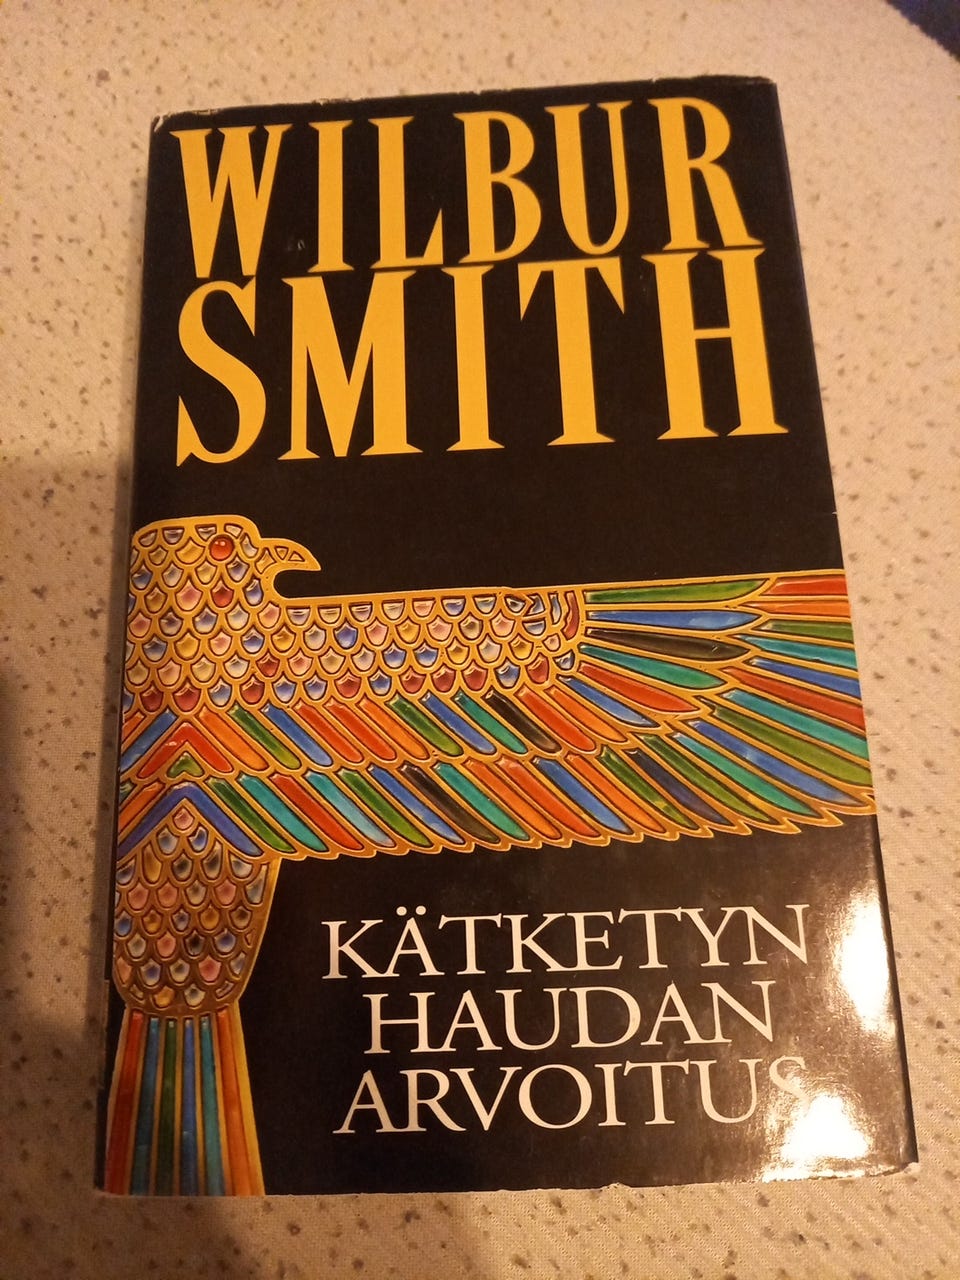 WILBUR
SMITH
KÄTKETYN
HAUDAN
ARVOITUS